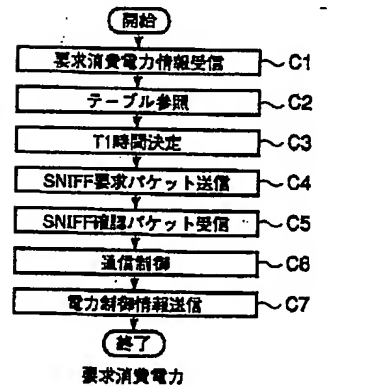 開始
要求消費電力情報受信 C1
テーブル参照 C2
T1時間決定 C3
SNIFF要求パケット送信 C4
SNIFF確認パケット受信 C5
通信制御 C6
電力制御情報送信 C7
終了
要求消費電力